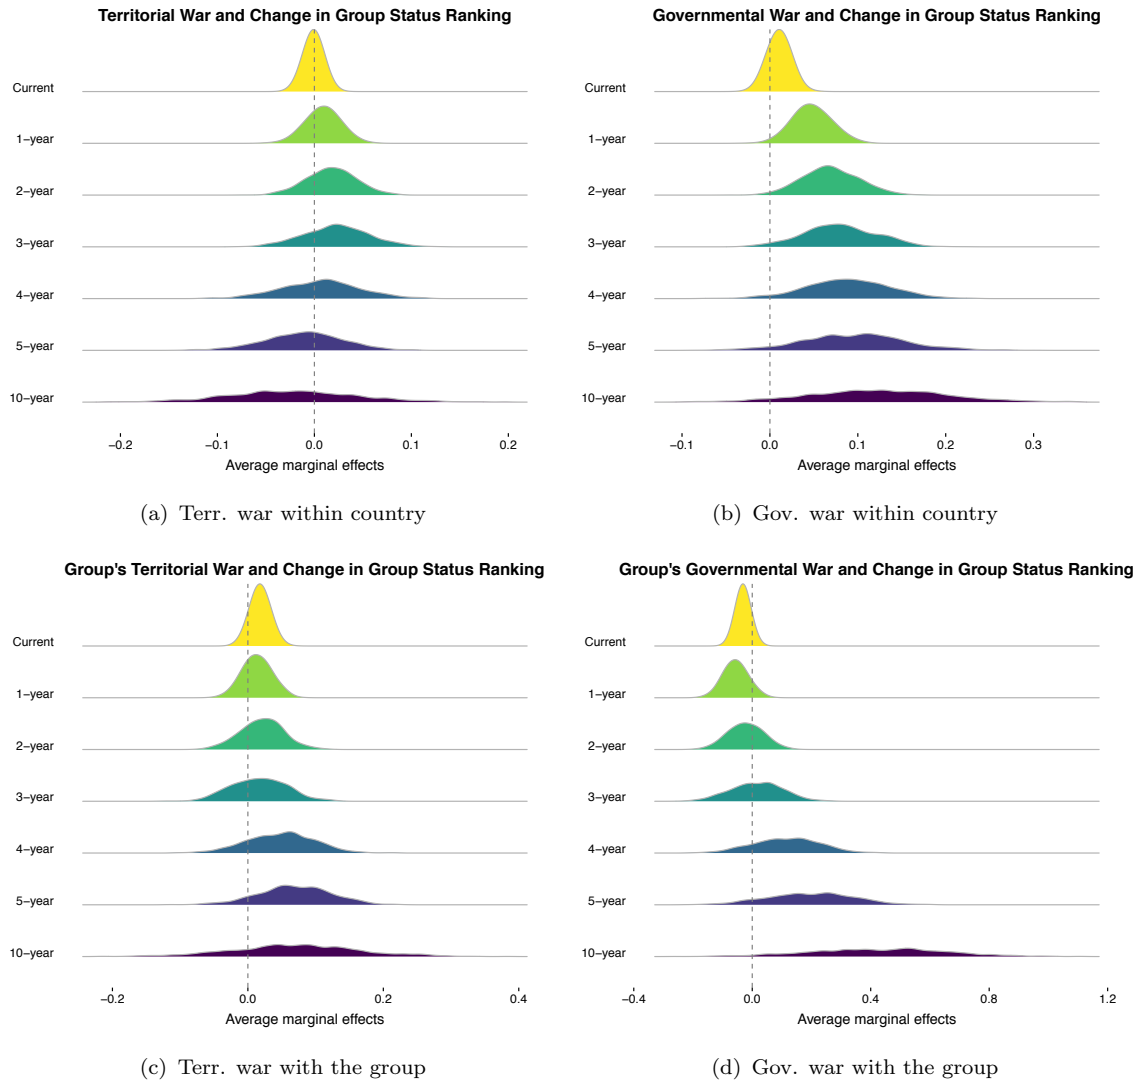 Territorial War and Change in Group Status Ranking
Current
1−year
2−year
3−year
4−year
5−year
10−year
−0.2 −0.1 0.0 0.1 0.2
Average marginal effects
(a) Terr. war within country
Governmental War and Change in Group Status Ranking
Current
1−year
2−year
3−year
4−year
5−year
10−year
−0.1 0.0 0.1 0.2 0.3
Average marginal effects
(b) Gov. war within country
Group's Territorial War and Change in Group Status Ranking
Current
1−year
2−year
3−year
4−year
5−year
10−year
−0.2 0.0 0.2 0.4
Average marginal effects
(c) Terr. war with the group
Group's Governmental War and Change in Group Status Ranking
Current
1−year
2−year
3−year
4−year
5−year
10−year
−0.4 0.0 0.4 0.8 1.2
Average marginal effects
(d) Gov. war with the group